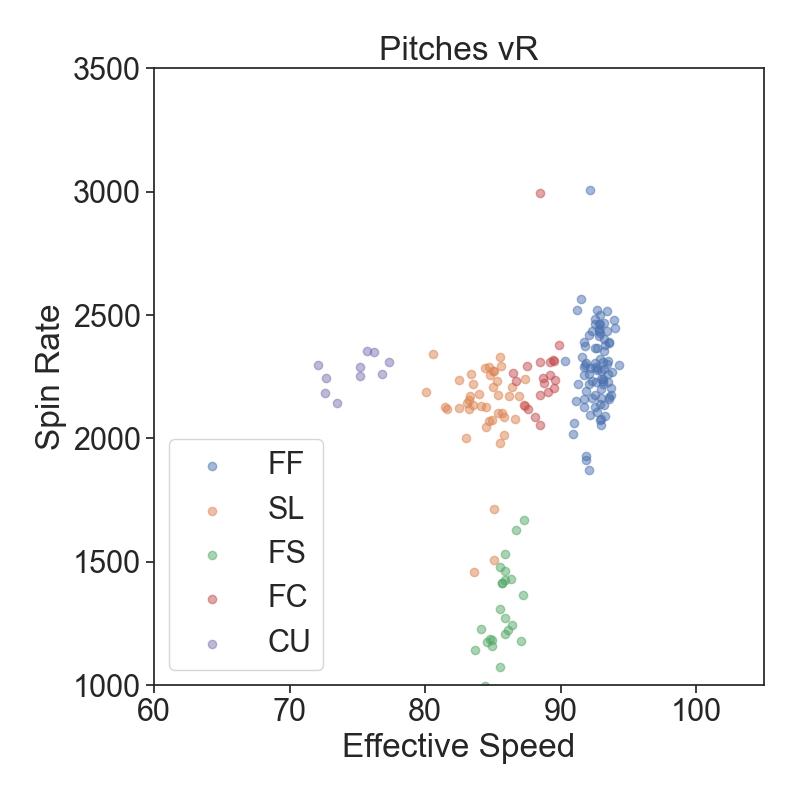 Pitches vR
3500
3000
2500
2000
1500
1000
Spin Rate
FF
SL
FS
FC
CU
60 70 80 90 100
Effective Speed